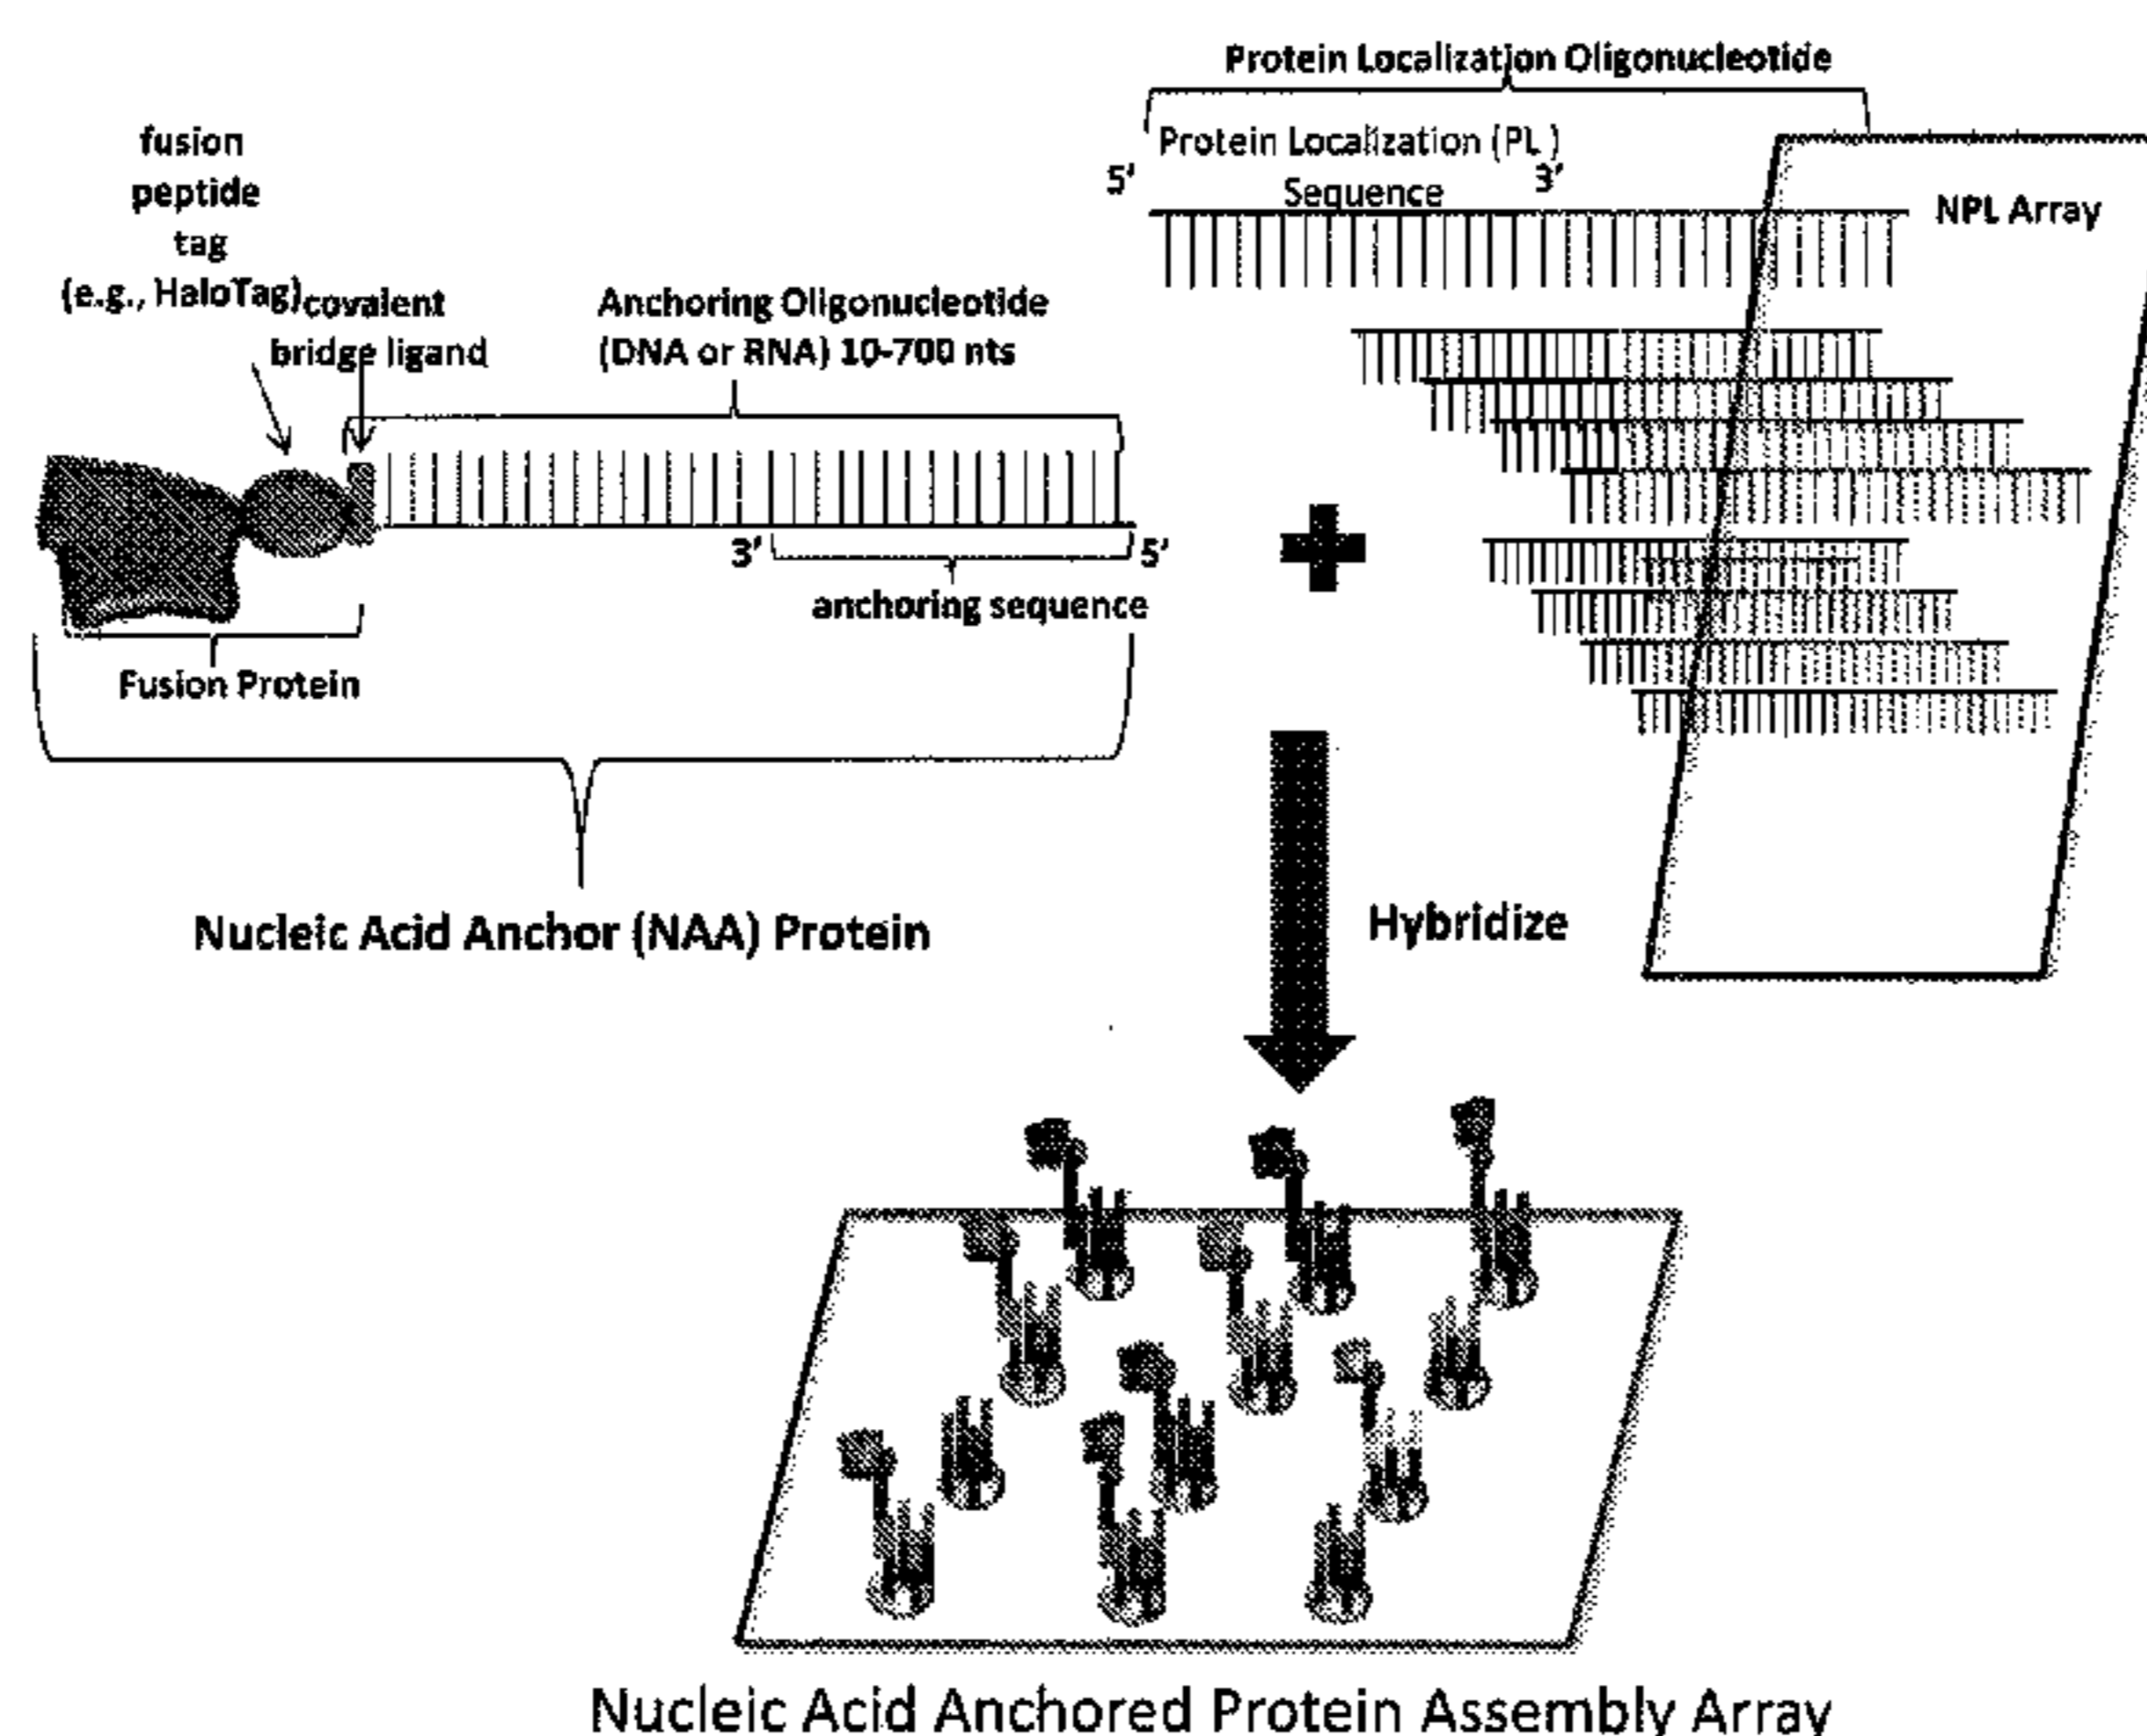 Protein Localization Oligonucleotide
Protein Localization (PL)
Sequence
5'
3'
NPL Array
fusion
peptide
tag
(e.g., HaloTag)
covalent
bridge ligand
Anchoring Oligonucleotide
(DNA or RNA) 10-700 nts
3'
5'
anchoring sequence
Fusion Protein
Nucleic Acid Anchor (NAA) Protein
Hybridize
Nucleic Acid Anchored Protein Assembly Array